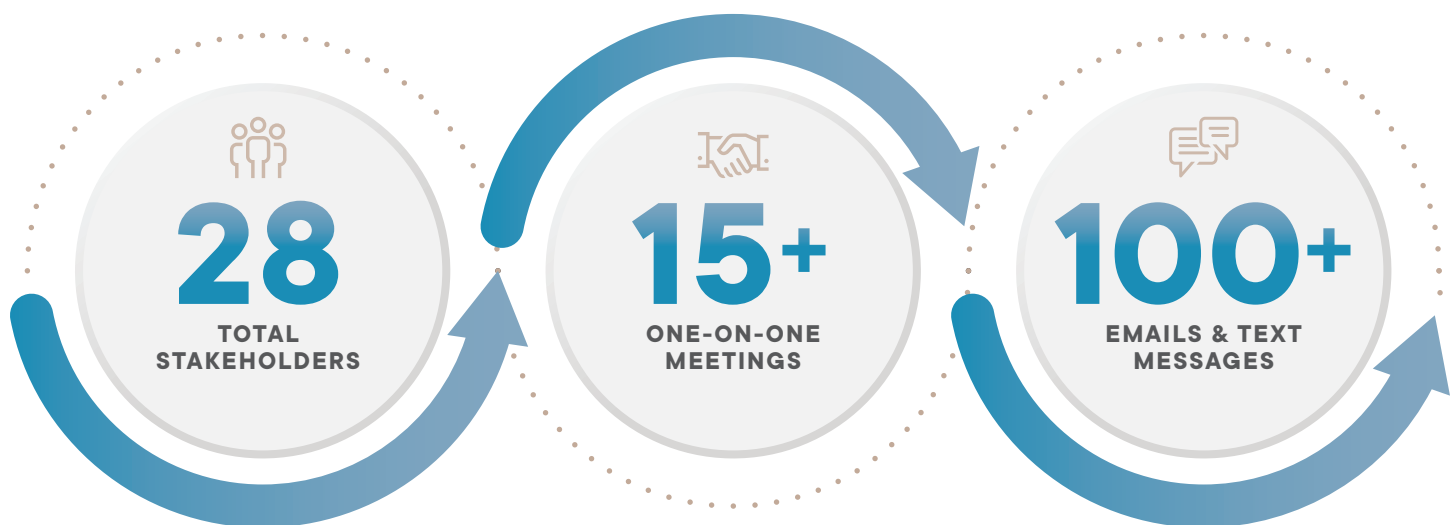 28
TOTAL
STAKEHOLDERS
15+
ONE-ON-ONE
MEETINGS
100+
EMAILS & TEXT
MESSAGES